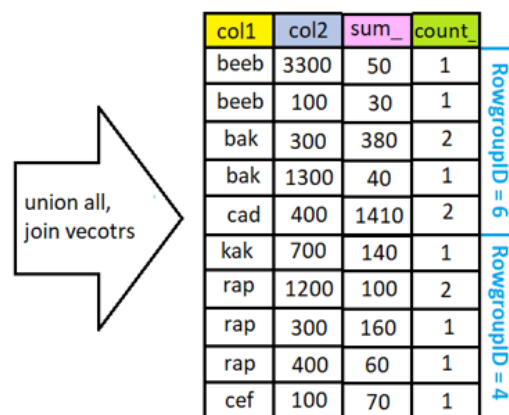 union all,
join vecotrs
col1 col2 sum_ count_
beeb 3300 50 1
beeb 100 30 1
bak 300 380 2
bak 1300 40 1
cad 400 1410 2
kak 700 140 1
rap 1200 100 2
rap 300 160 1
rap 400 60 1
cef 100 70 1
RowgroupID = 6
RowgroupID = 4